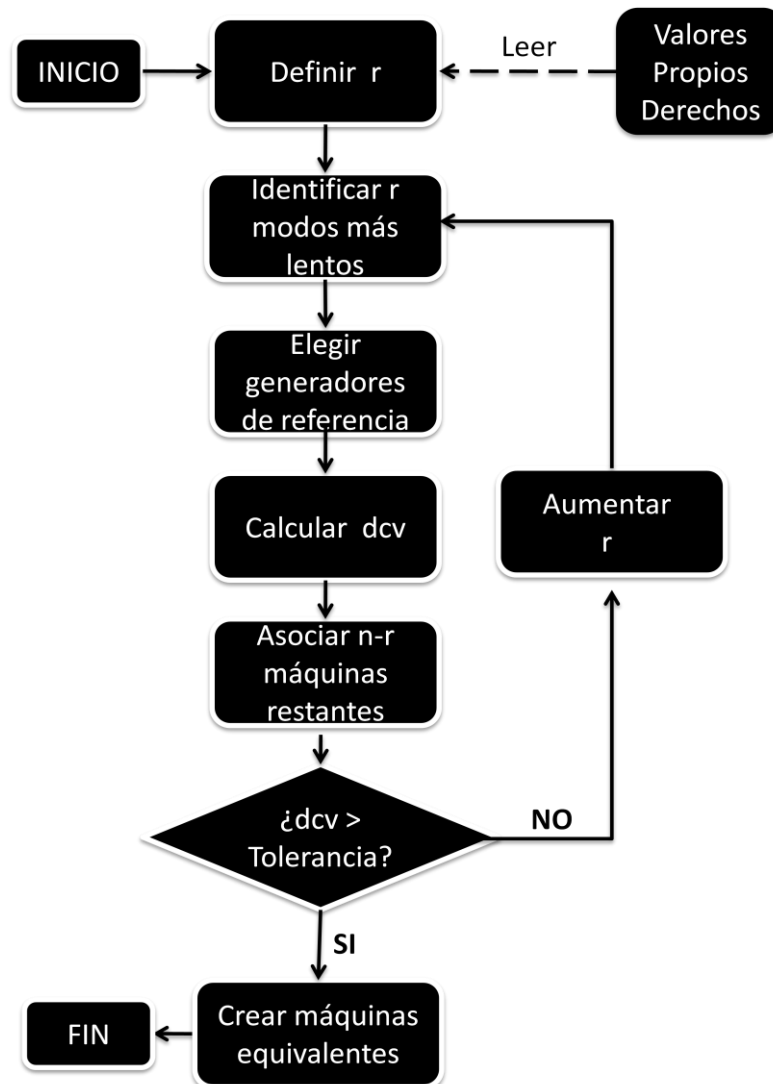 INICIO
Definir r
Leer
Valores
Propios
Derechos
Identificar r
modos más
lentos
Elegir
generadores
de referencia
Calcular dcv
Aumentar
r
Asociar n-r
máquinas
restantes
¿dcv >
Tolerancia?
NO
SI
Crear máquinas
equivalentes
FIN